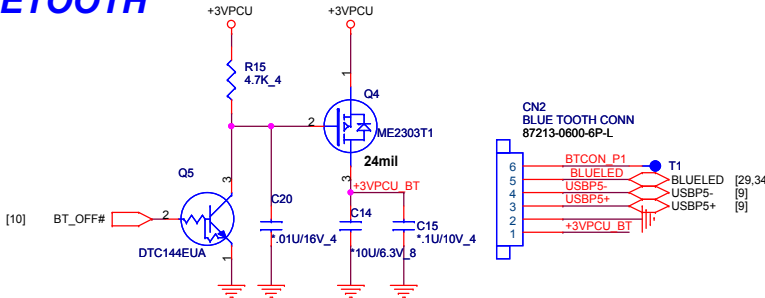 ETOOTH
+3VPCU
+3VPCU
R15
4.7K_4
1
Q4
2
ME2303T1
24mil
3
+3VPCU_BT
Q5
3
[10]
BT_OFF#
2
DTC144EUA
1
C20
*.01U/16V_4
C14
*10U/6.3V_8
C15
*.1U/10V_4
CN2
BLUE TOOTH CONN
87213-0600-6P-L
6
BTCON_P1
T1
5
BLUELED
BLUELED
[29,34
4
USBP5-
USBP5-
[9]
3
USBP5+
USBP5+
[9]
2
1
+3VPCU_BT